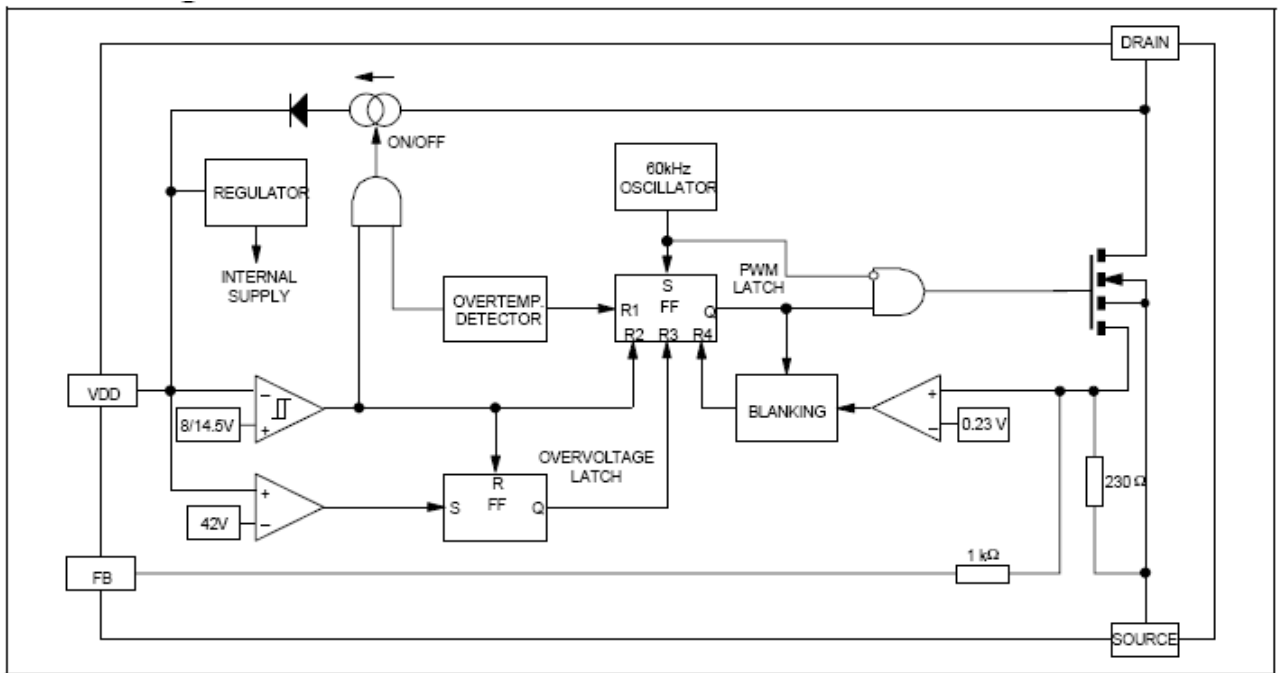 DRAIN
ON/OFF
60kHz
OSCILLATOR
REGULATOR
INTERNAL
SUPPLY
PWM
LATCH
S
FF
R1
Q
R2
R3
R4
OVERTEMP.
DETECTOR
VDD
−
+
8/14.5V
BLANKING
+
−
0.23 V
OVERVOLTAGE
LATCH
R
FF
S
Q
+
−
42V
230 Ω
1 kΩ
FB
SOURCE